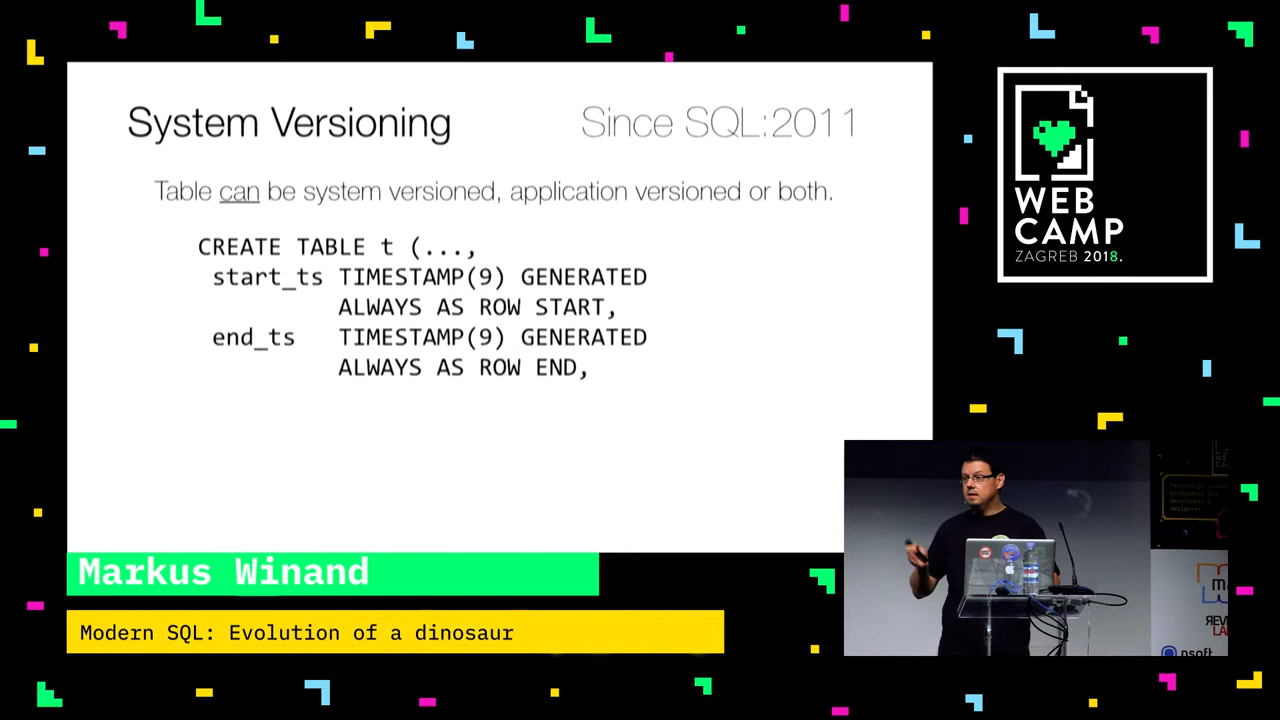 System Versioning
Since SQL:2011
Table can be system versioned, application versioned or both.
CREATE TABLE t (...,
start_ts TIMESTAMP(9) GENERATED
ALWAYS AS ROW START,
end_ts TIMESTAMP(9) GENERATED
ALWAYS AS ROW END,
WEB
CAMP
ZAGREB 2018.
Markus Winand
Modern SQL: Evolution of a dinosaur
nsoft